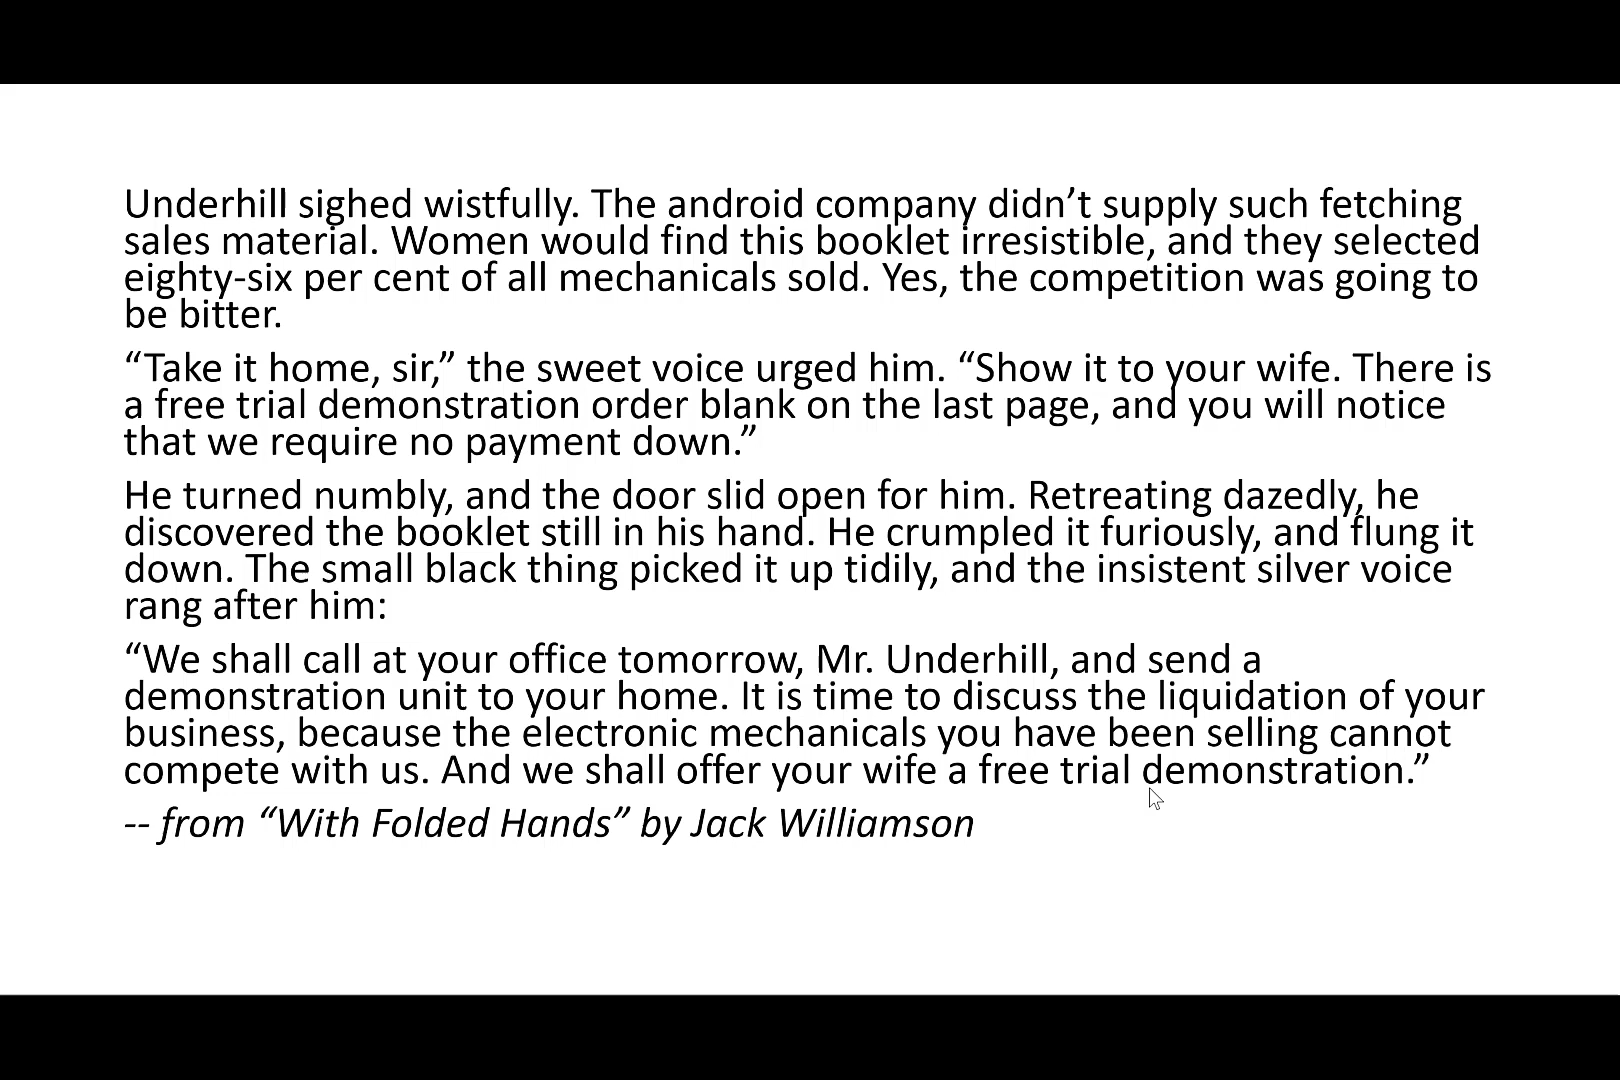 Underhill sighed wistfully. The android company didn’t supply such fetching
sales material. Women would find this booklet irresistible, and they selected
eighty-six per cent of all mechanicals sold. Yes, the competition was going to
be bitter.
“Take it home, sir,” the sweet voice urged him. “Show it to your wife. There is
a free trial demonstration order blank on the last page, and you will notice
that we require no payment down.”
He turned numbly, and the door slid open for him. Retreating dazedly, he
discovered the booklet still in his hand. He crumpled it furiously, and flung it
down. The small black thing picked it up tidily, and the insistent silver voice
rang after him:
“We shall call at your office tomorrow, Mr. Underhill, and send a
demonstration unit to your home. It is time to discuss the liquidation of your
business, because the electronic mechanicals you have been selling cannot
compete with us. And we shall offer your wife a free trial demonstration.”
-- from “With Folded Hands” by Jack Williamson